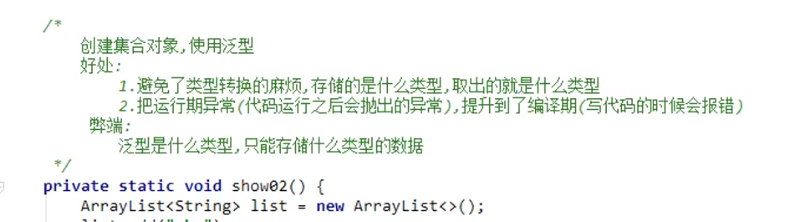 /*
创建集合对象,使用泛型
好处:
1.避免了类型转换的麻烦,存储的是什么类型,取出的就是什么类型
2.把运行期异常(代码运行之后会抛出的异常),提升到了编译期(写代码的时候会报错)
弊端:
泛型是什么类型,只能存储什么类型的数据
*/
private static void show02() {
ArrayList<String> list = new ArrayList<>();